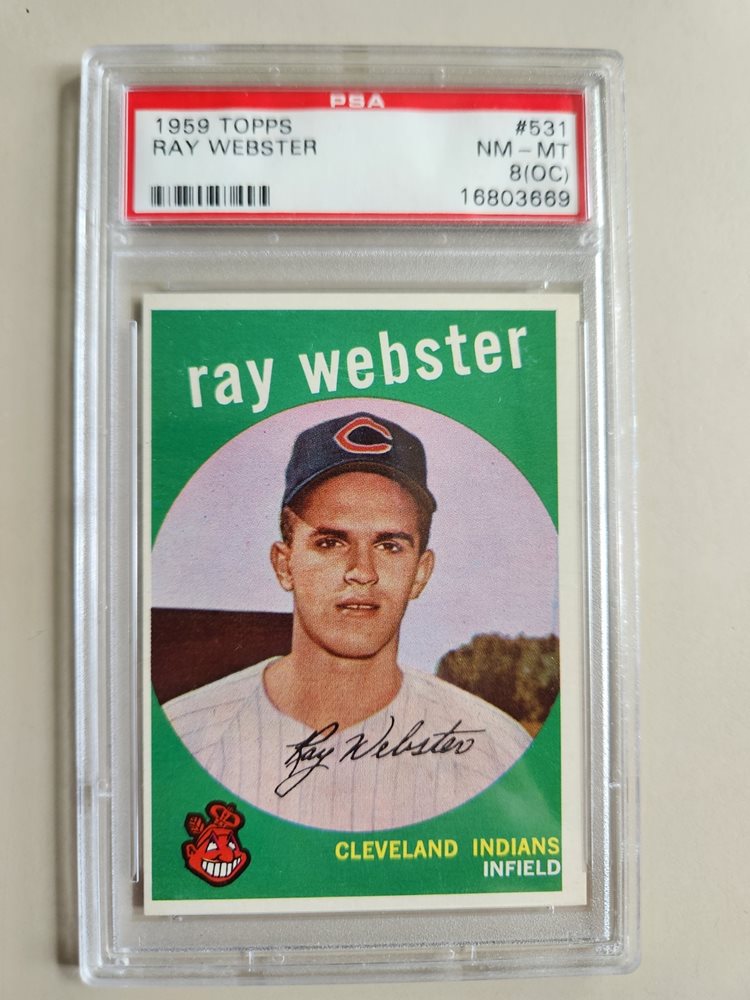 PSA
1959 TOPPS #531
RAY WEBSTER NM - MT
8(OC)
16803669
ray webster
C
Ray Webster
CLEVELAND INDIANS
INFIELD